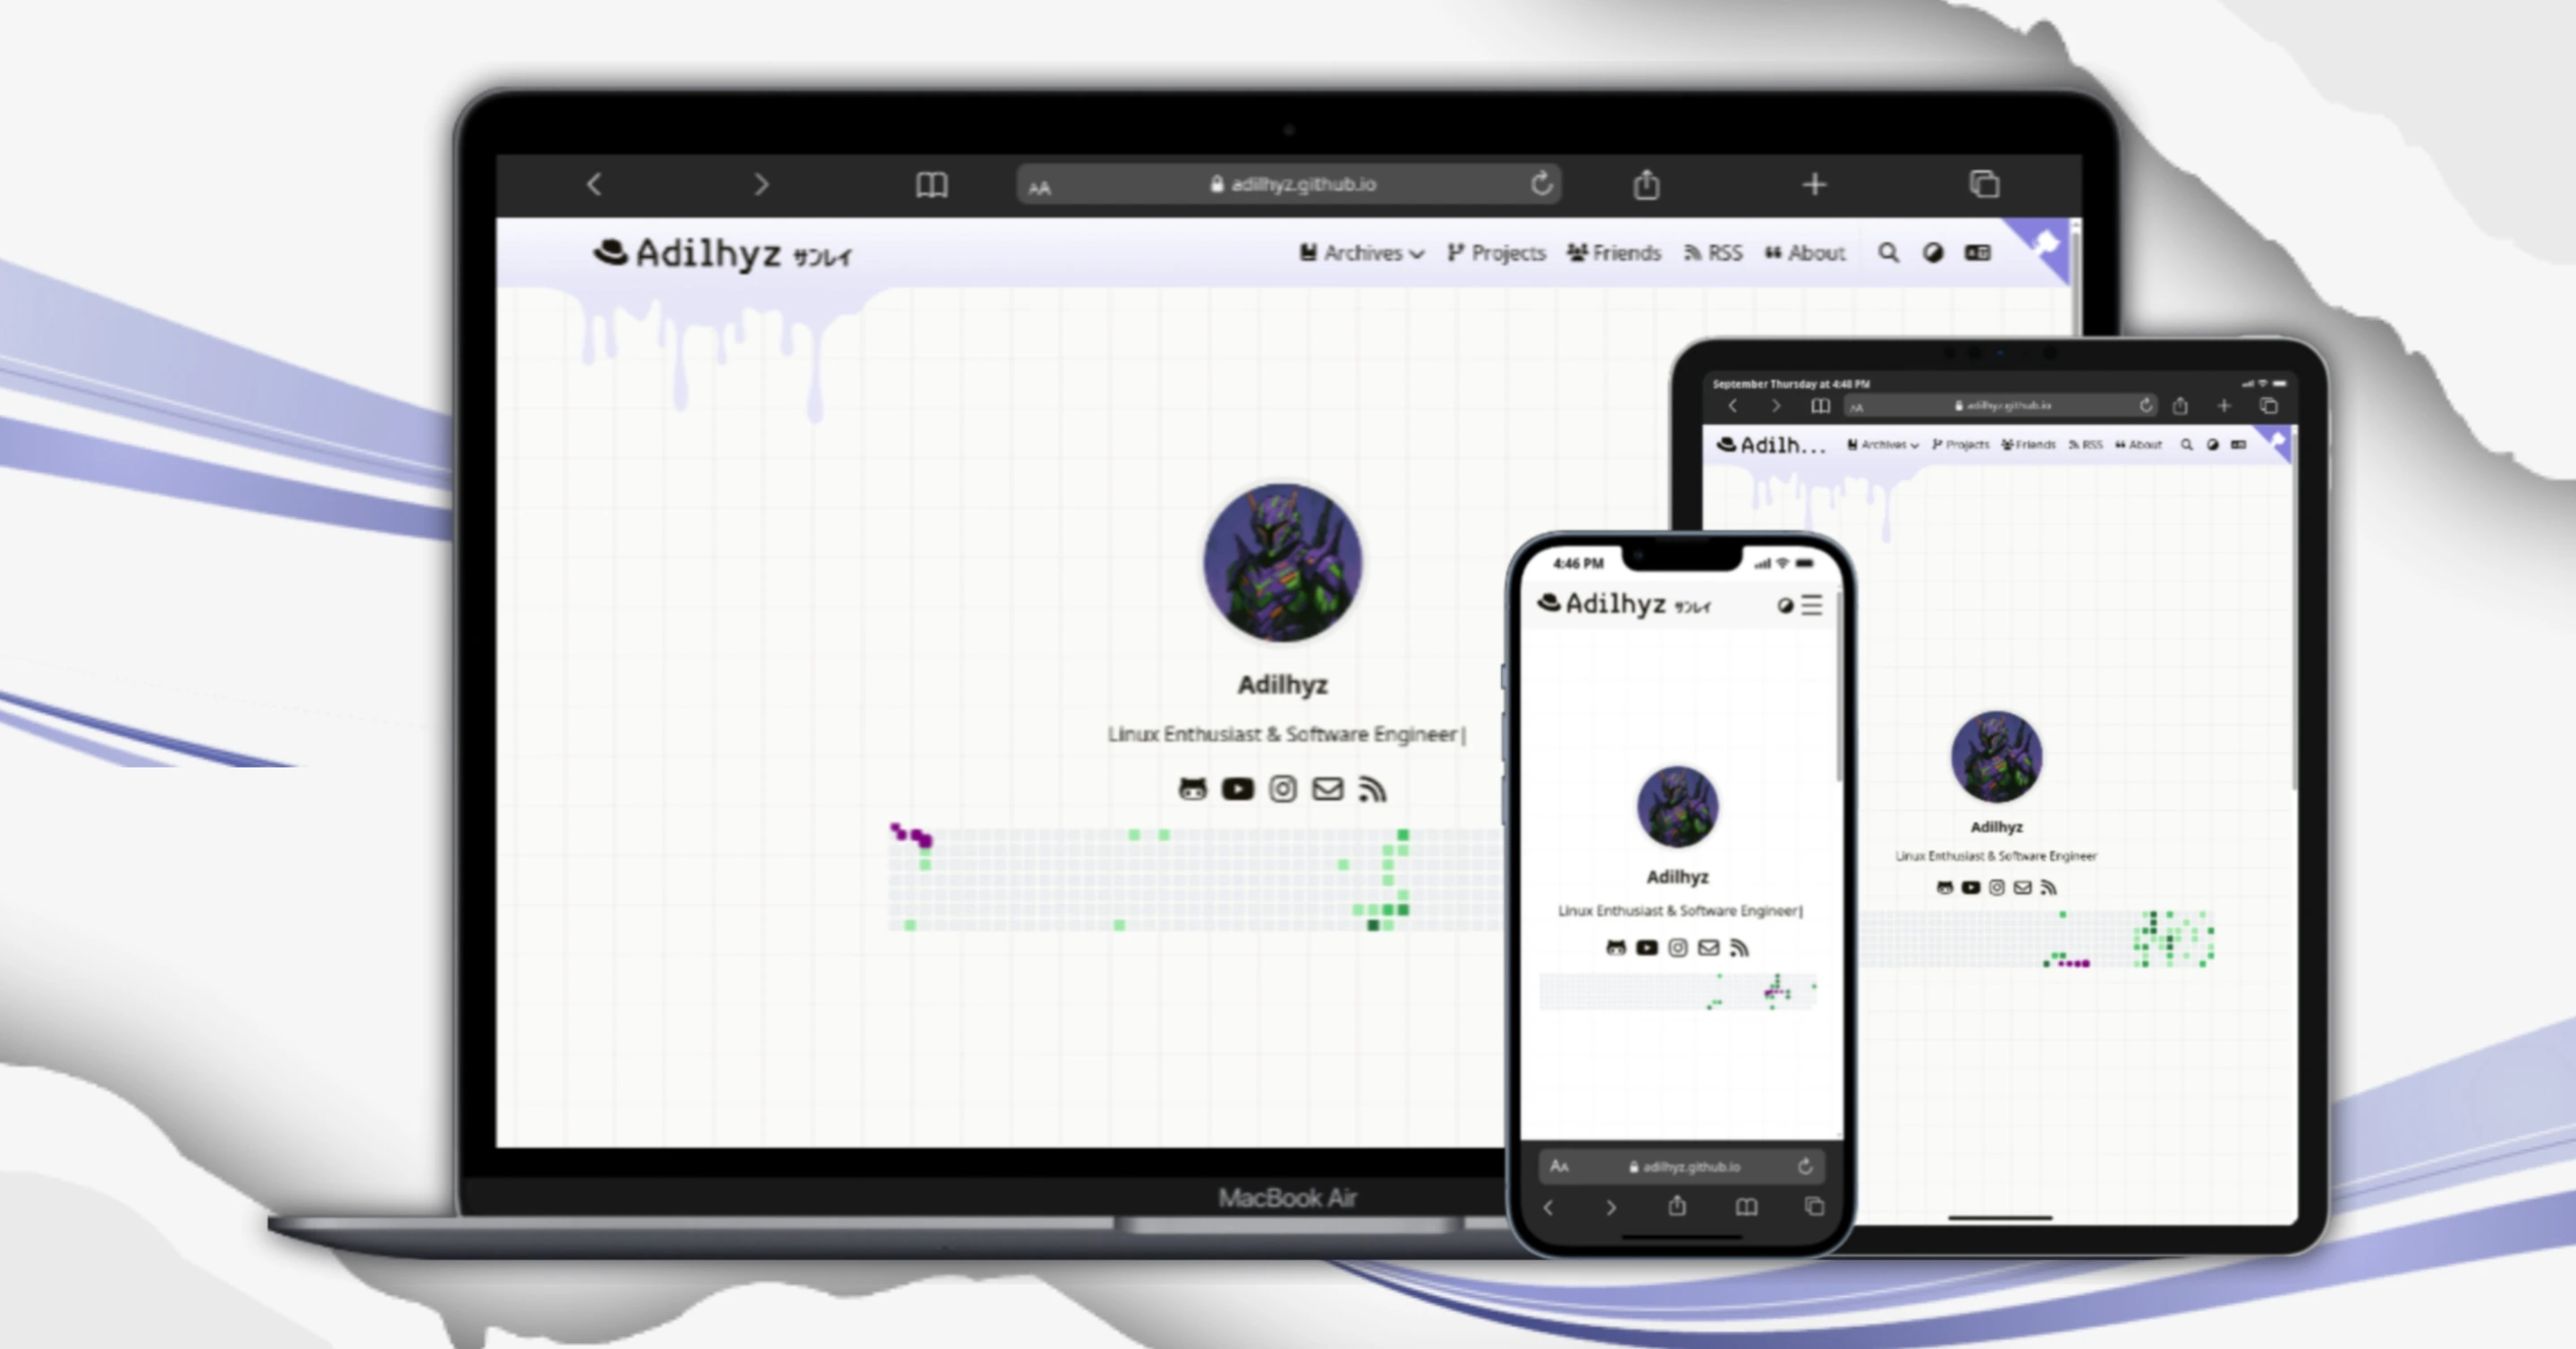 AA adilhyz.github.io
Adilhyz サンレイ Archives Projects Friends RSS About
Adilhyz
Linux Enthusiast & Software Engineer|
MacBook Air
September Thursday at 4:48 PM
AA adilhyz.github.io
Adilh... Archives Projects Friends RSS About
Adilhyz
Linux Enthusiast & Software Engineer
4:46 PM
Adilhyz サンレイ
Adilhyz
Linux Enthusiast & Software Engineer|
AA adilhyz.github.io